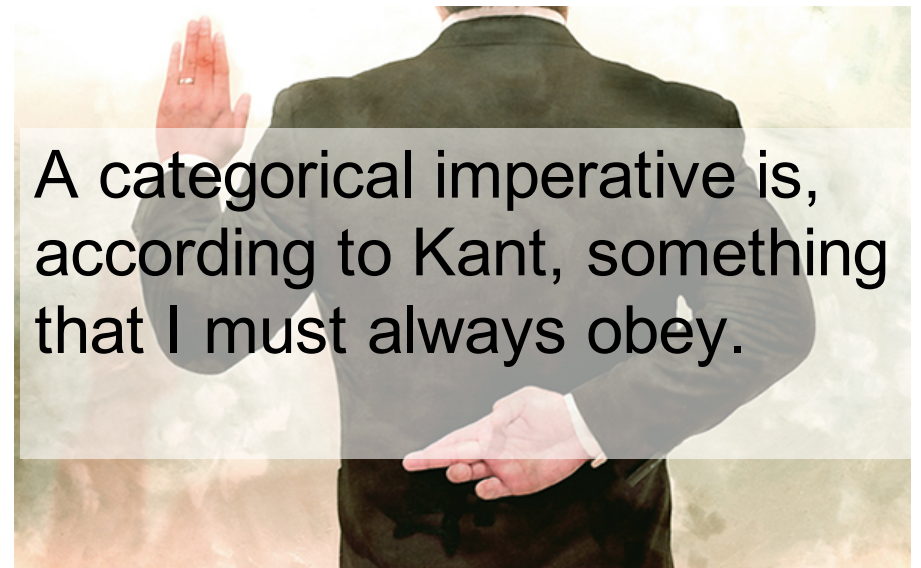 A categorical imperative is,
according to Kant, something
that I must always obey.